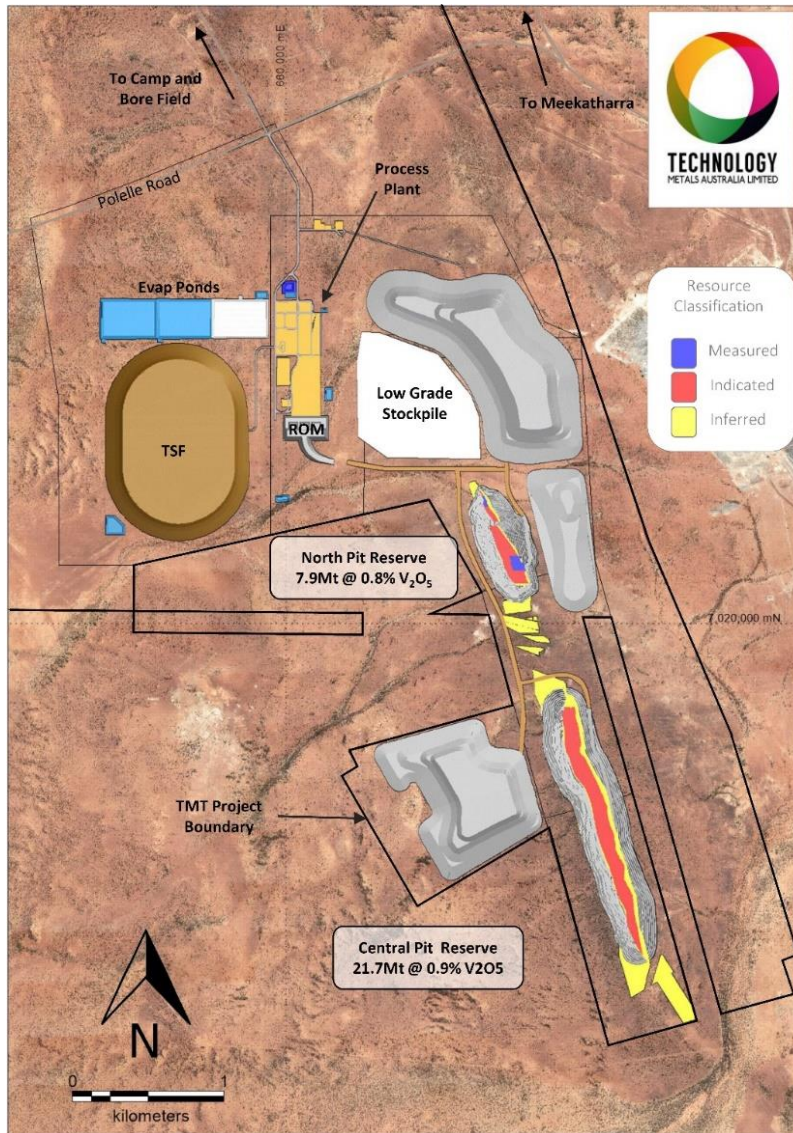 To Camp and
Bore Field
680,000 mE
To Meekatharra
TECHNOLOGY
METALS AUSTRALIA LIMITED
Polelle Road
Process
Plant
Evap Ponds
Resource
Classification
Measured
Indicated
Inferred
Low Grade
Stockpile
ROM
TSF
North Pit Reserve
7.9Mt @ 0.8% V₂O₅
7,020,000 mN
TMT Project
Boundary
Central Pit Reserve
21.7Mt @ 0.9% V2O5
N
0 1
kilometers